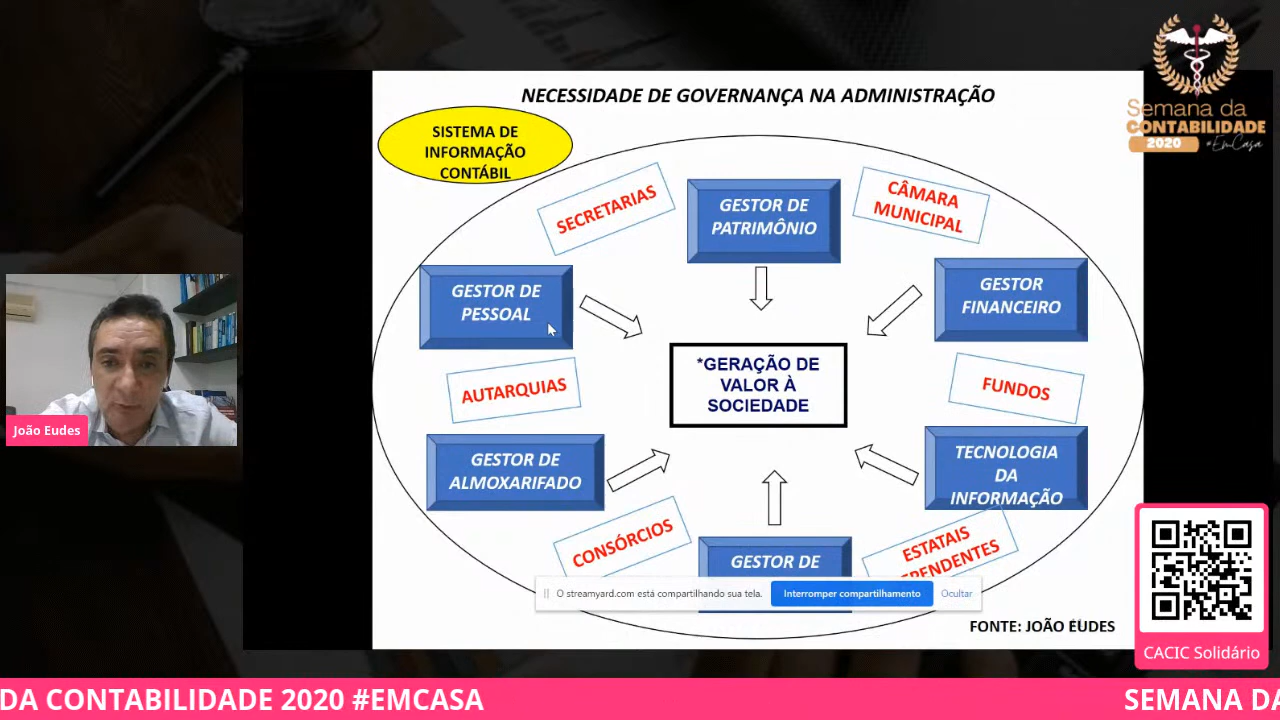 NECESSIDADE DE GOVERNANÇA NA ADMINISTRAÇÃO
Semana da
CONTABILIDADE
2020 #EmCasa
SISTEMA DE
INFORMAÇÃO
CONTÁBIL
SECRETARIAS
GESTOR DE
PATRIMÔNIO
CÂMARA
MUNICIPAL
GESTOR DE
PESSOAL
GESTOR
FINANCEIRO
*GERAÇÃO DE
VALOR À
SOCIEDADE
AUTARQUIAS
FUNDOS
João Eudes
GESTOR DE
ALMOXARIFADO
TECNOLOGIA
DA
INFORMAÇÃO
CONSÓRCIOS
GESTOR DE
ESTATAIS
O streamyard.com está compartilhando sua tela.
Interromper compartilhamento
Ocultar
FONTE: JOÃO EUDES
CACIC Solidário
DA CONTABILIDADE 2020 #EMCASA
SEMANA DA